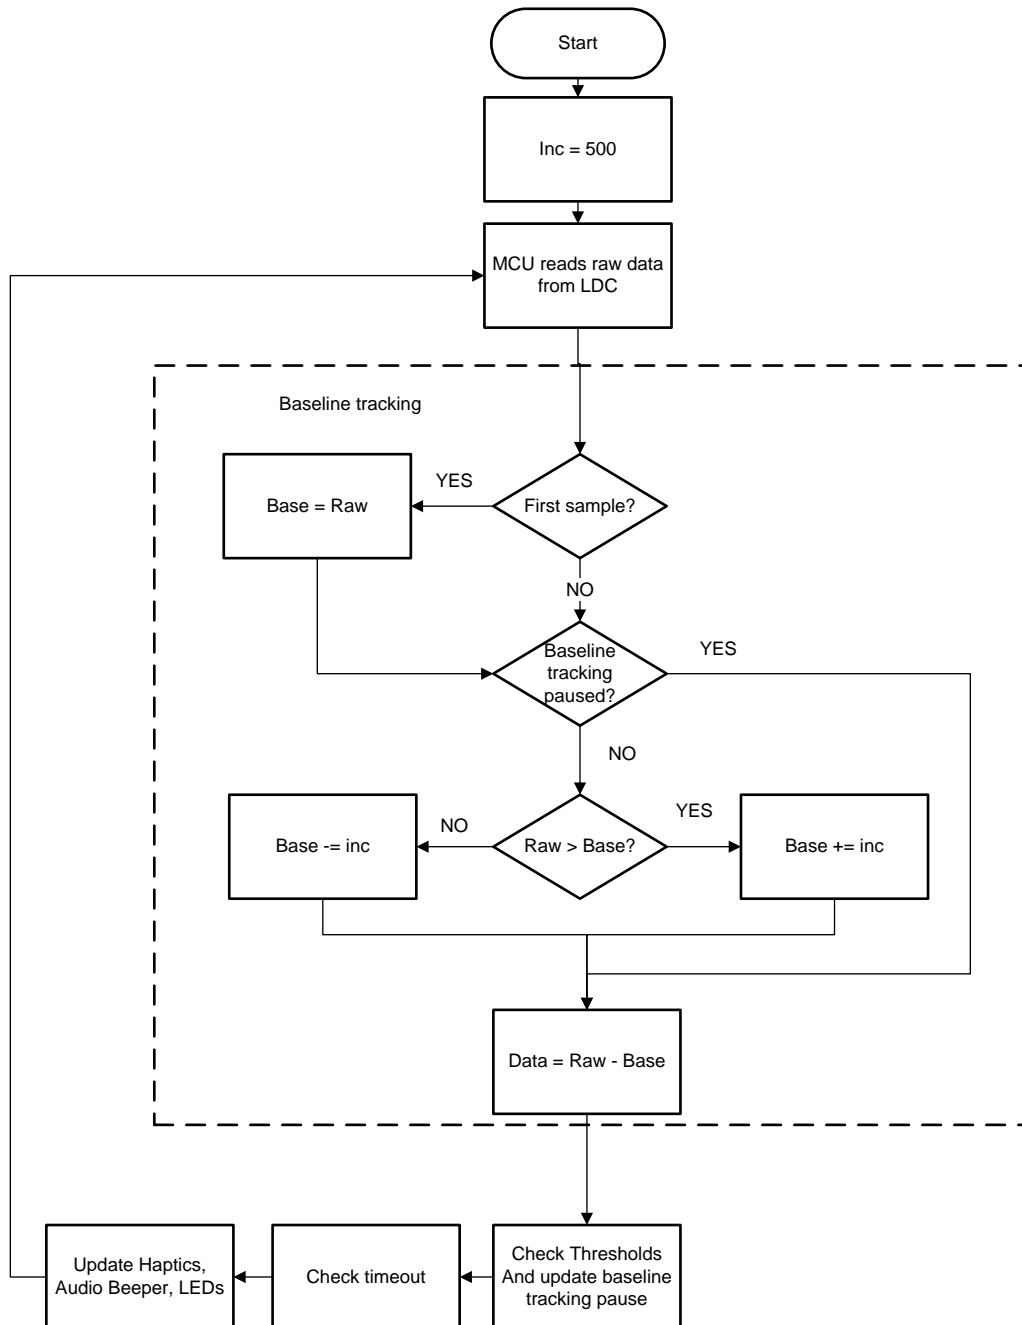 Start
Inc = 500
MCU reads raw data
from LDC
Baseline tracking
YES
Base = Raw
First sample?
NO
Baseline
tracking
paused?
YES
NO
Base -= inc
NO
Raw > Base?
YES
Base += inc
Data = Raw - Base
Update Haptics,
Audio Beeper, LEDs
Check timeout
Check Thresholds
And update baseline
tracking pause